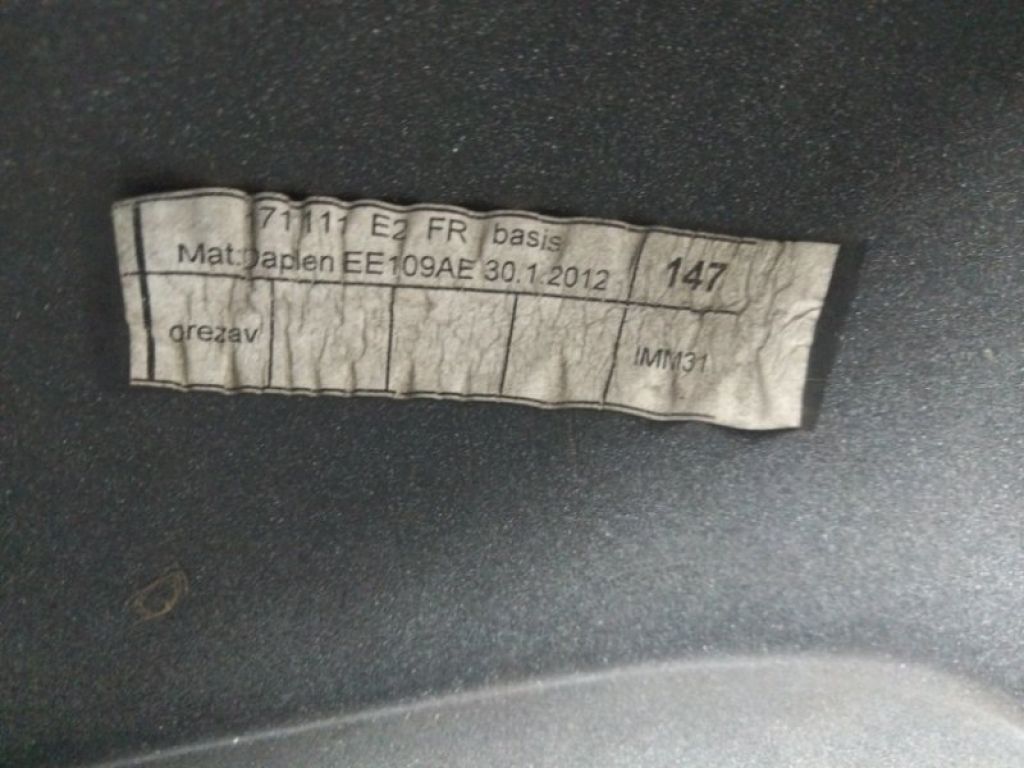 71111 E2 FR basis
Mat:Daplen EE109AE 30.1.2012
147
orezav
IMM31